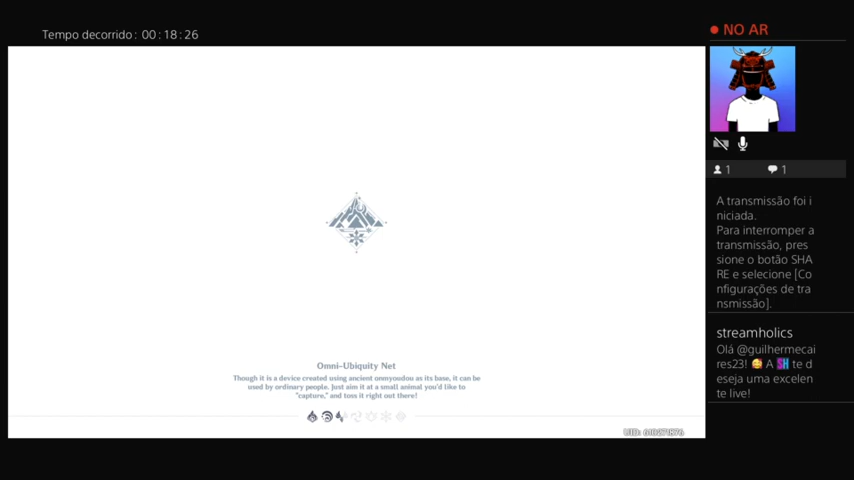 Tempo decorrido: 00:18:26
NO AR
1
1
A transmissão foi i
niciada.
Para interromper a
transmissão, pres
sione o botão SHA
RE e selecione [Co
nfigurações de tra
nsmissão].
streamholics
Olá @guilhermecai
res23! 🥰 A SH te d
eseja uma excelen
te live!
Omni-Ubiquity Net
Though it is a device created using ancient onmyoudou as its base, it can be
used by ordinary people. Just aim it at a small animal you'd like to
"capture," and toss it right out there!
UID: